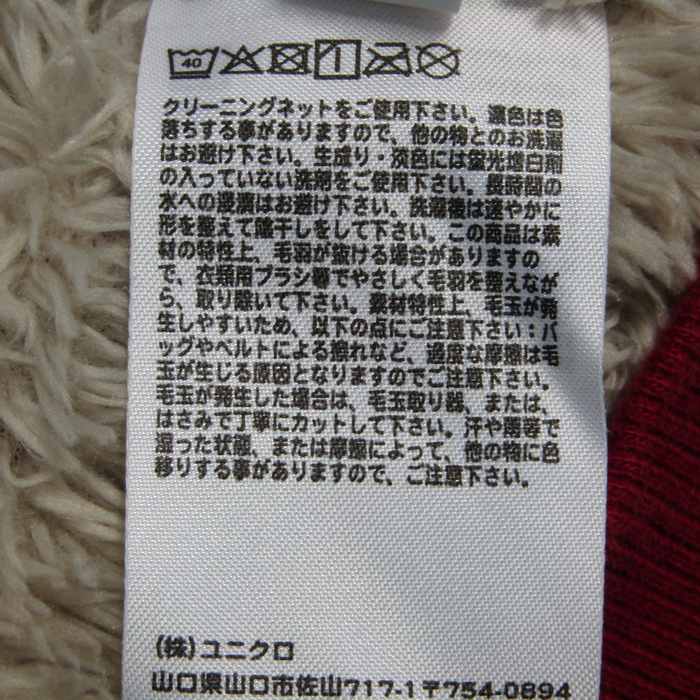 40
クリーニングネットをご使用下さい。濃色は色
落ちする事がありますので、他の物とのお洗濯
はお避け下さい。生成り・淡色には蛍光増白剤
の入っていない洗剤をご使用下さい。長時間の
水への浸漬はお避け下さい。洗濯後は速やかに
形を整えて陰干しをして下さい。この商品は素
材の特性上、毛羽が抜ける場合がありますの
で、衣類用ブラシ等でやさしく毛羽を整えなが
ら、取り除いて下さい。素材特性上、毛玉が発
生しやすいため、以下の点にご注意下さい：バ
ッグやベルトによる擦れなど、過度な摩擦は毛
玉が生じる原因となりますのでご注意下さい。
毛玉が発生した場合は、毛玉取り器、または、
はさみで丁寧にカットして下さい。汗や雨等で
湿った状態、または摩擦によって、他の物に色
移りする事がありますので、ご注意下さい。
(株)ユニクロ
山口県山口市佐山717-1〒754-0894